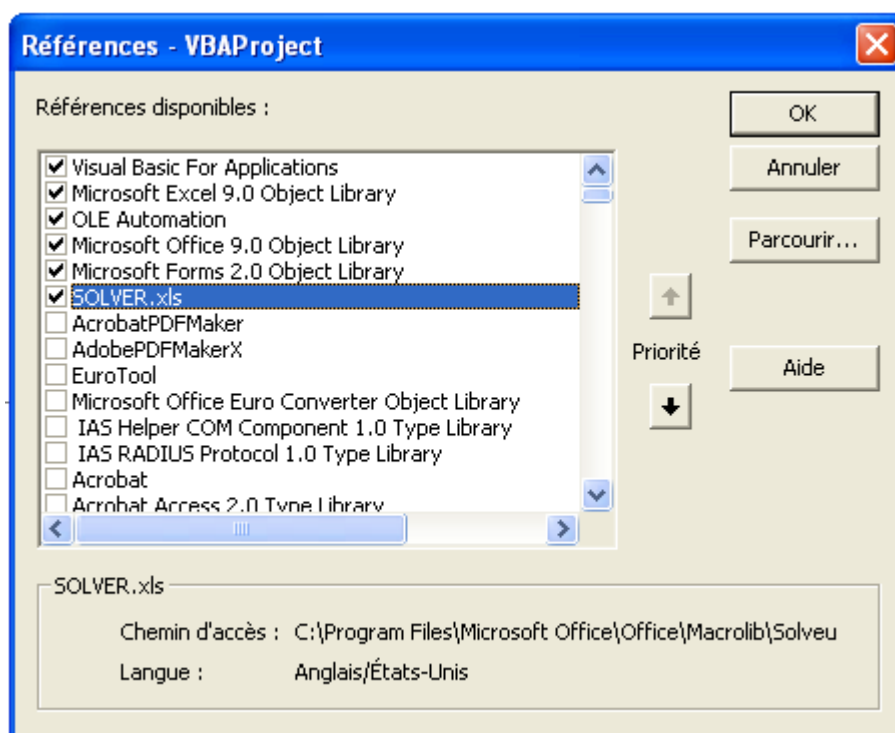 Références - VBAProject
Références disponibles :
OK
Annuler
Parcourir...
Aide
Visual Basic For Applications
Microsoft Excel 9.0 Object Library
OLE Automation
Microsoft Office 9.0 Object Library
Microsoft Forms 2.0 Object Library
SOLVER.xls
AcrobatPDFMaker
AdobePDFMakerX
EuroTool
Microsoft Office Euro Converter Object Library
IAS Helper COM Component 1.0 Type Library
IAS RADIUS Protocol 1.0 Type Library
Acrobat
Acrobat Access 2.0 Type Library
Priorité
SOLVER.xls
Chemin d'accès : C:\Program Files\Microsoft Office\Office\Macrolib\Solveu
Langue : Anglais/États-Unis